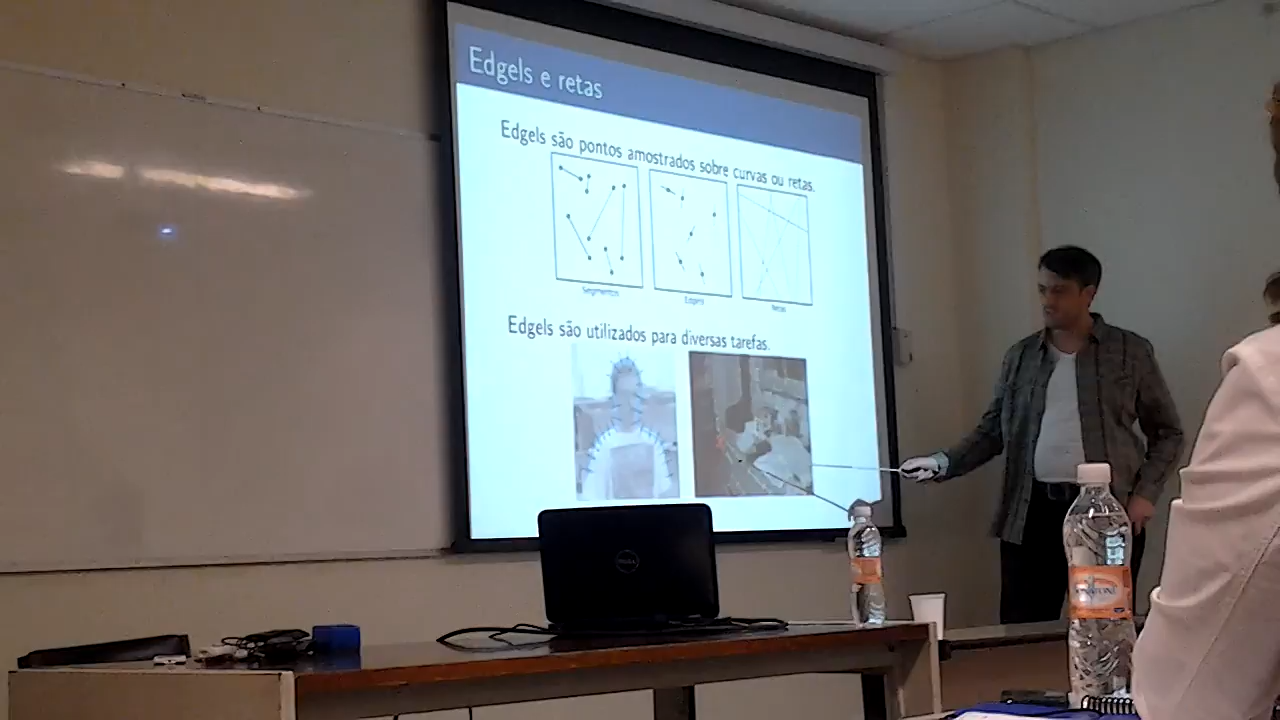 Edgels e retas
Edgels são pontos amostrados sobre curvas ou retas.
Segmentos
Edgels
Retas
Edgels são utilizados para diversas tarefas.
DELL